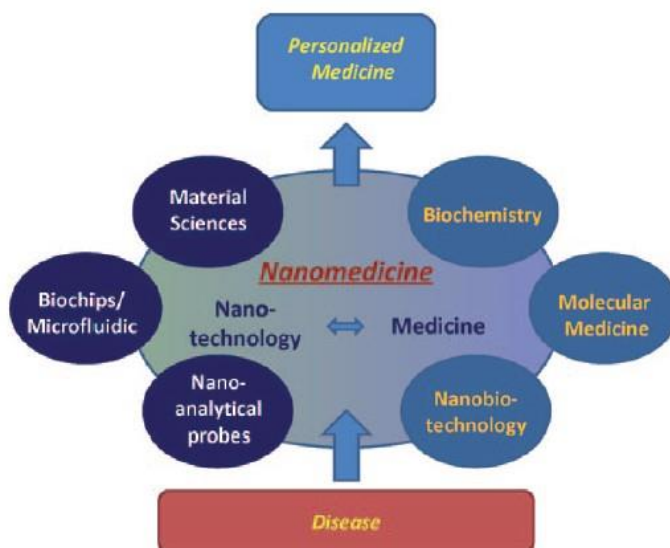 Personalized
Medicine
Material
Sciences
Biochemistry
Nanomedicine
Biochips/
Microfluidic
Nano-
technology
Medicine
Molecular
Medicine
Nano-
analytical
probes
Nanobio-
technology
Disease